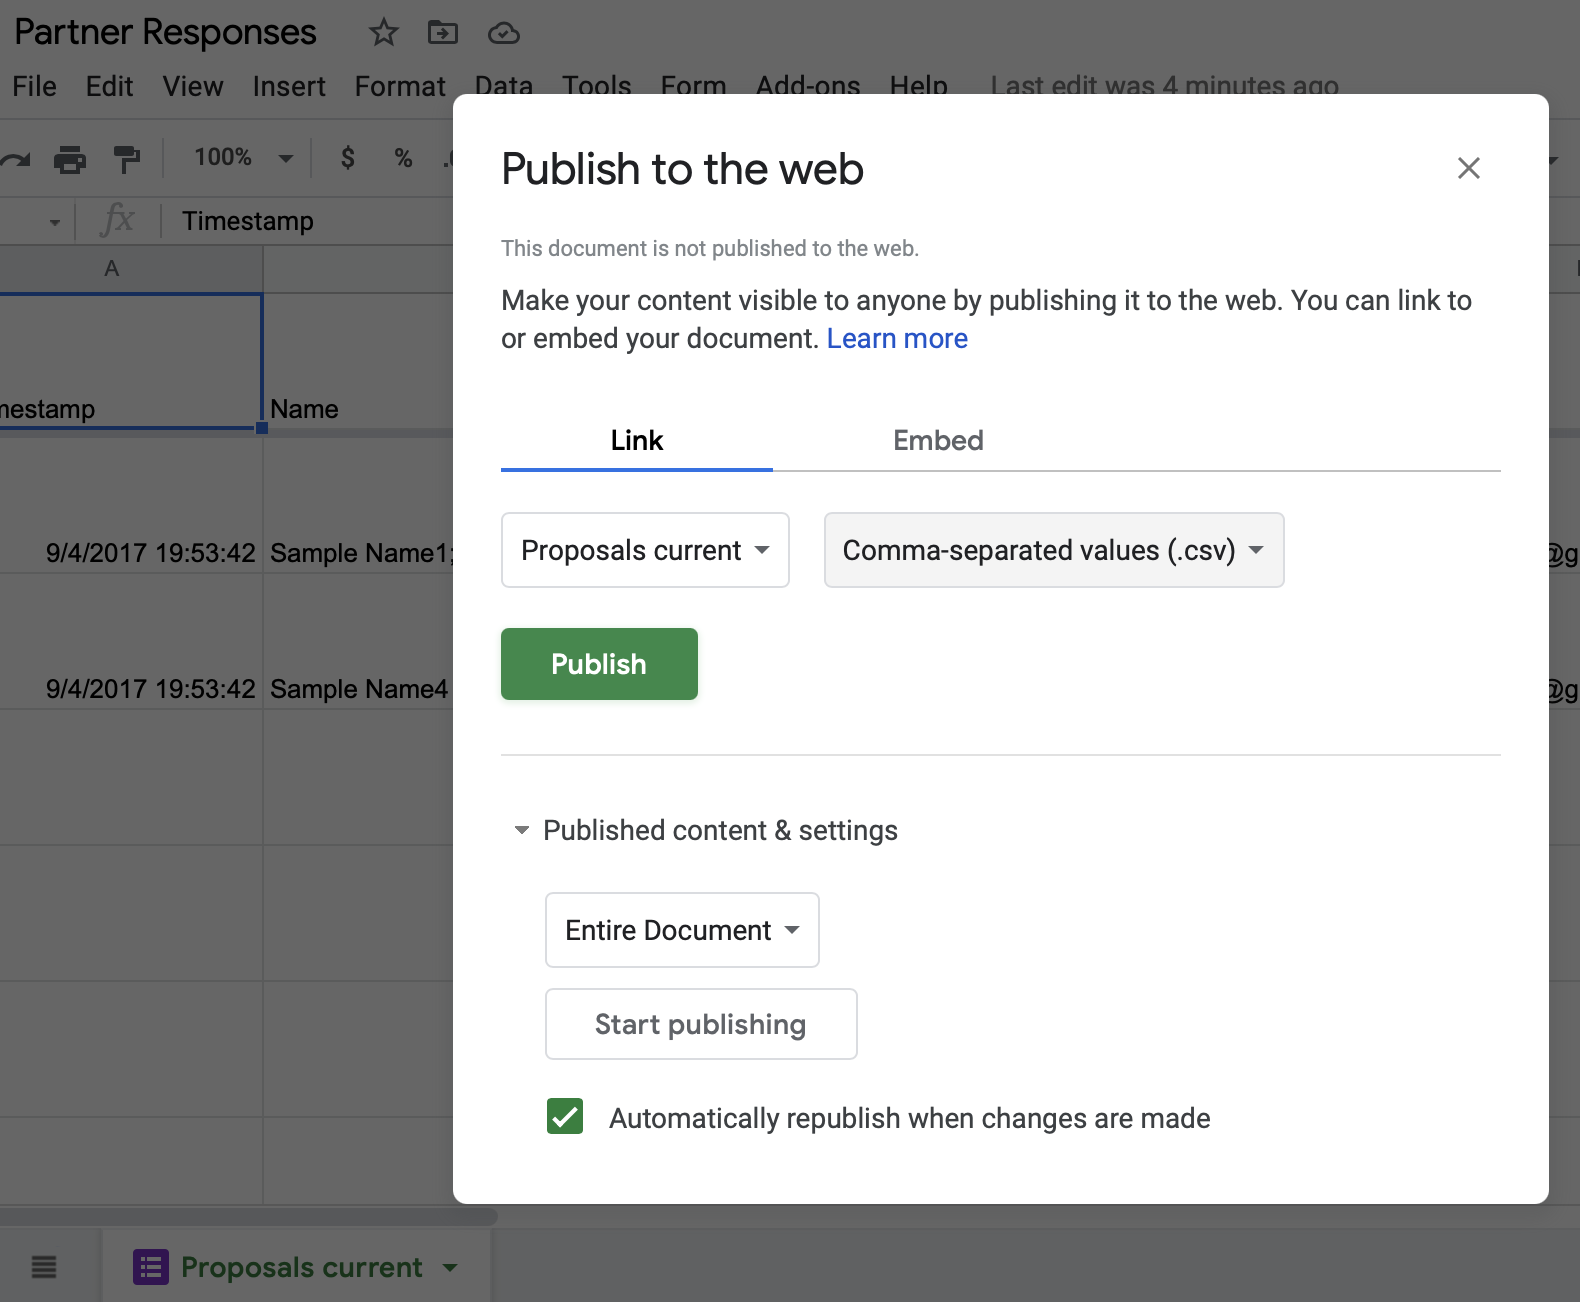 Partner Responses
File Edit View Insert Format Data Tools Form Add-ons Help Last edit was 4 minutes ago
100% $ %
fx Timestamp
A
Name
9/4/2017 19:53:42 Sample Name1;
9/4/2017 19:53:42 Sample Name4
Publish to the web
This document is not published to the web.
Make your content visible to anyone by publishing it to the web. You can link to
or embed your document. Learn more
Link Embed
Proposals current Comma-separated values (.csv)
Publish
Published content & settings
Entire Document
Start publishing
Automatically republish when changes are made
@g
@g
Proposals current